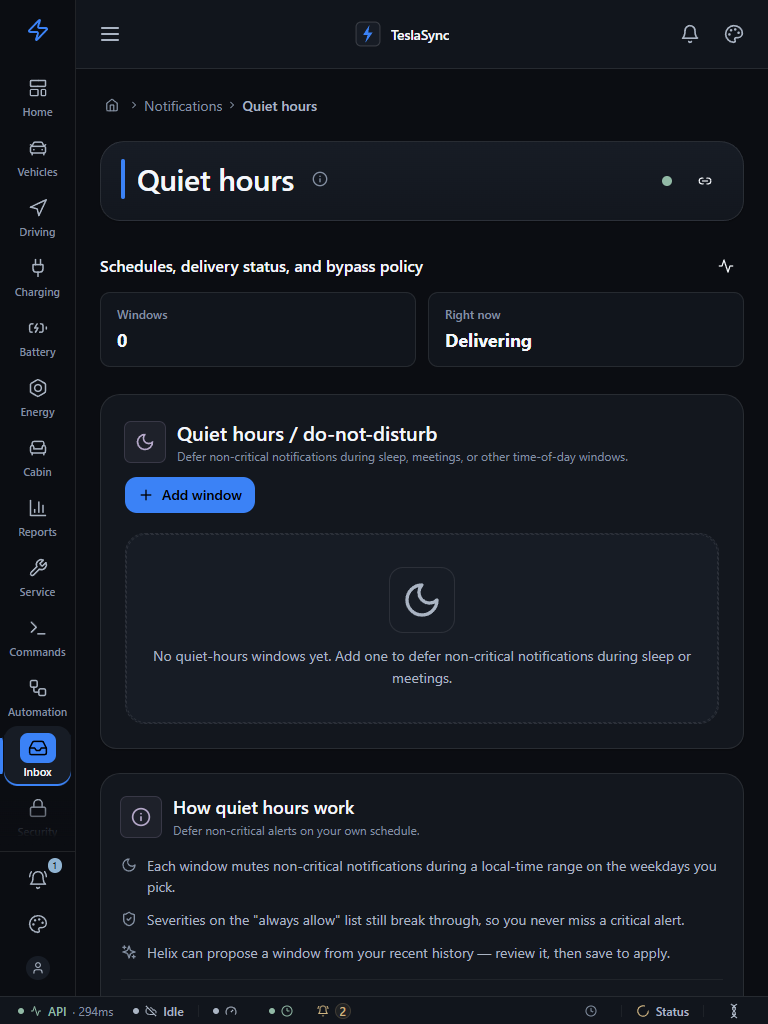 TeslaSync
Home
Vehicles
Driving
Charging
Battery
Energy
Cabin
Reports
Service
Commands
Automation
Inbox
Security
1
Notifications
Quiet hours
Quiet hours
Schedules, delivery status, and bypass policy
Windows
0
Right now
Delivering
Quiet hours / do-not-disturb
Defer non-critical notifications during sleep, meetings, or other time-of-day windows.
Add window
No quiet-hours windows yet. Add one to defer non-critical notifications during sleep or
meetings.
How quiet hours work
Defer non-critical alerts on your own schedule.
Each window mutes non-critical notifications during a local-time range on the weekdays you
pick.
Severities on the "always allow" list still break through, so you never miss a critical alert.
Helix can propose a window from your recent history — review it, then save to apply.
API · 294ms
Idle
2
Status